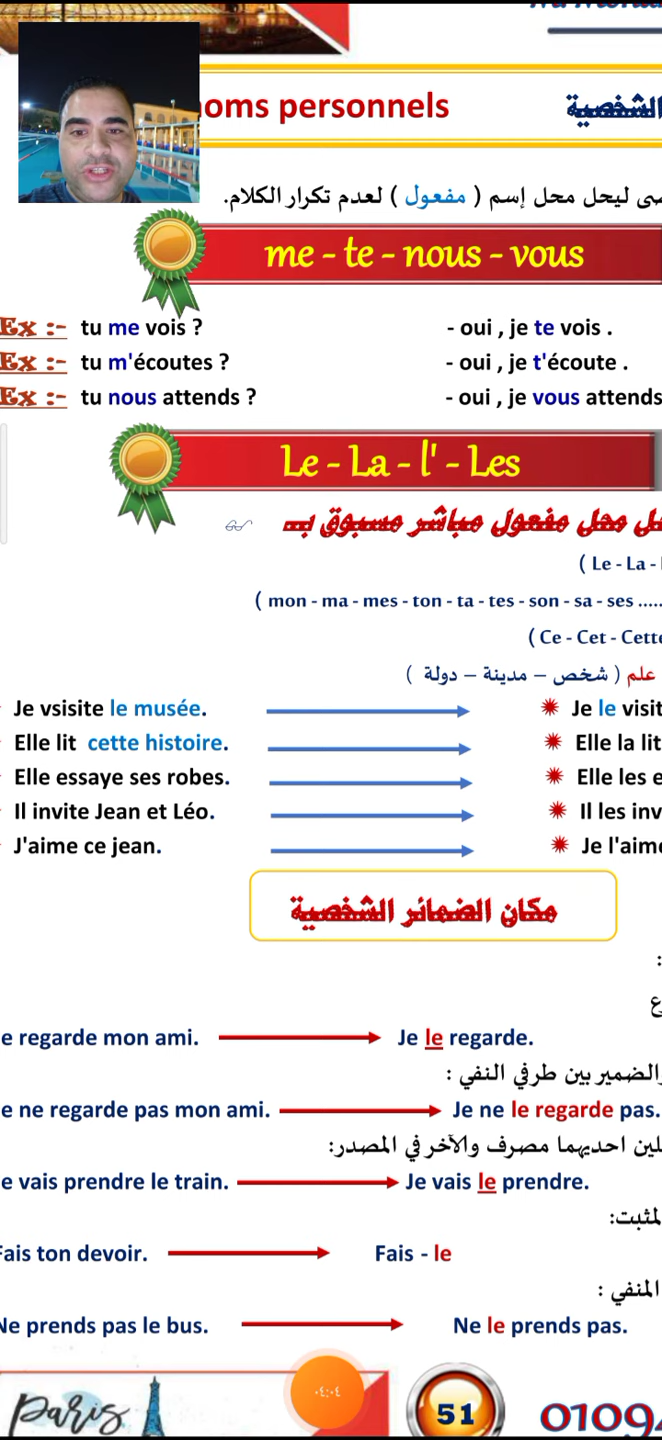 noms personnels الشخصية
ليحل محل إسم ( مفعول ) لعدم تكرار الكلام.
me - te - nous - vous
Ex :- tu me vois ? - oui , je te vois .
Ex :- tu m'écoutes ? - oui , je t'écoute .
Ex :- tu nous attends ? - oui , je vous attends
Le - La - l' - Les
محل مفعول مباشر مسبوق بــ
( Le - La -
( mon - ma - mes - ton - ta - tes - son - sa - ses .....
( Ce - Cet - Cette
علم ( شخص – مدينة – دولة )
Je vsisite le musée. Je le visit
Elle lit cette histoire. Elle la lit
Elle essaye ses robes. Elle les e
Il invite Jean et Léo. Il les inv
J'aime ce jean. Je l'aime
مكان الضمائر الشخصية
:
ع
e regarde mon ami. Je le regarde.
والضمير بين طرفي النفي :
e ne regarde pas mon ami. Je ne le regarde pas.
احديهما مصرف والآخر في المصدر:
e vais prendre le train. Je vais le prendre.
لمثبت:
Fais ton devoir. Fais - le
المنفي :
Ne prends pas le bus. Ne le prends pas.
Paris ٠٤:٠٤ 51 0109